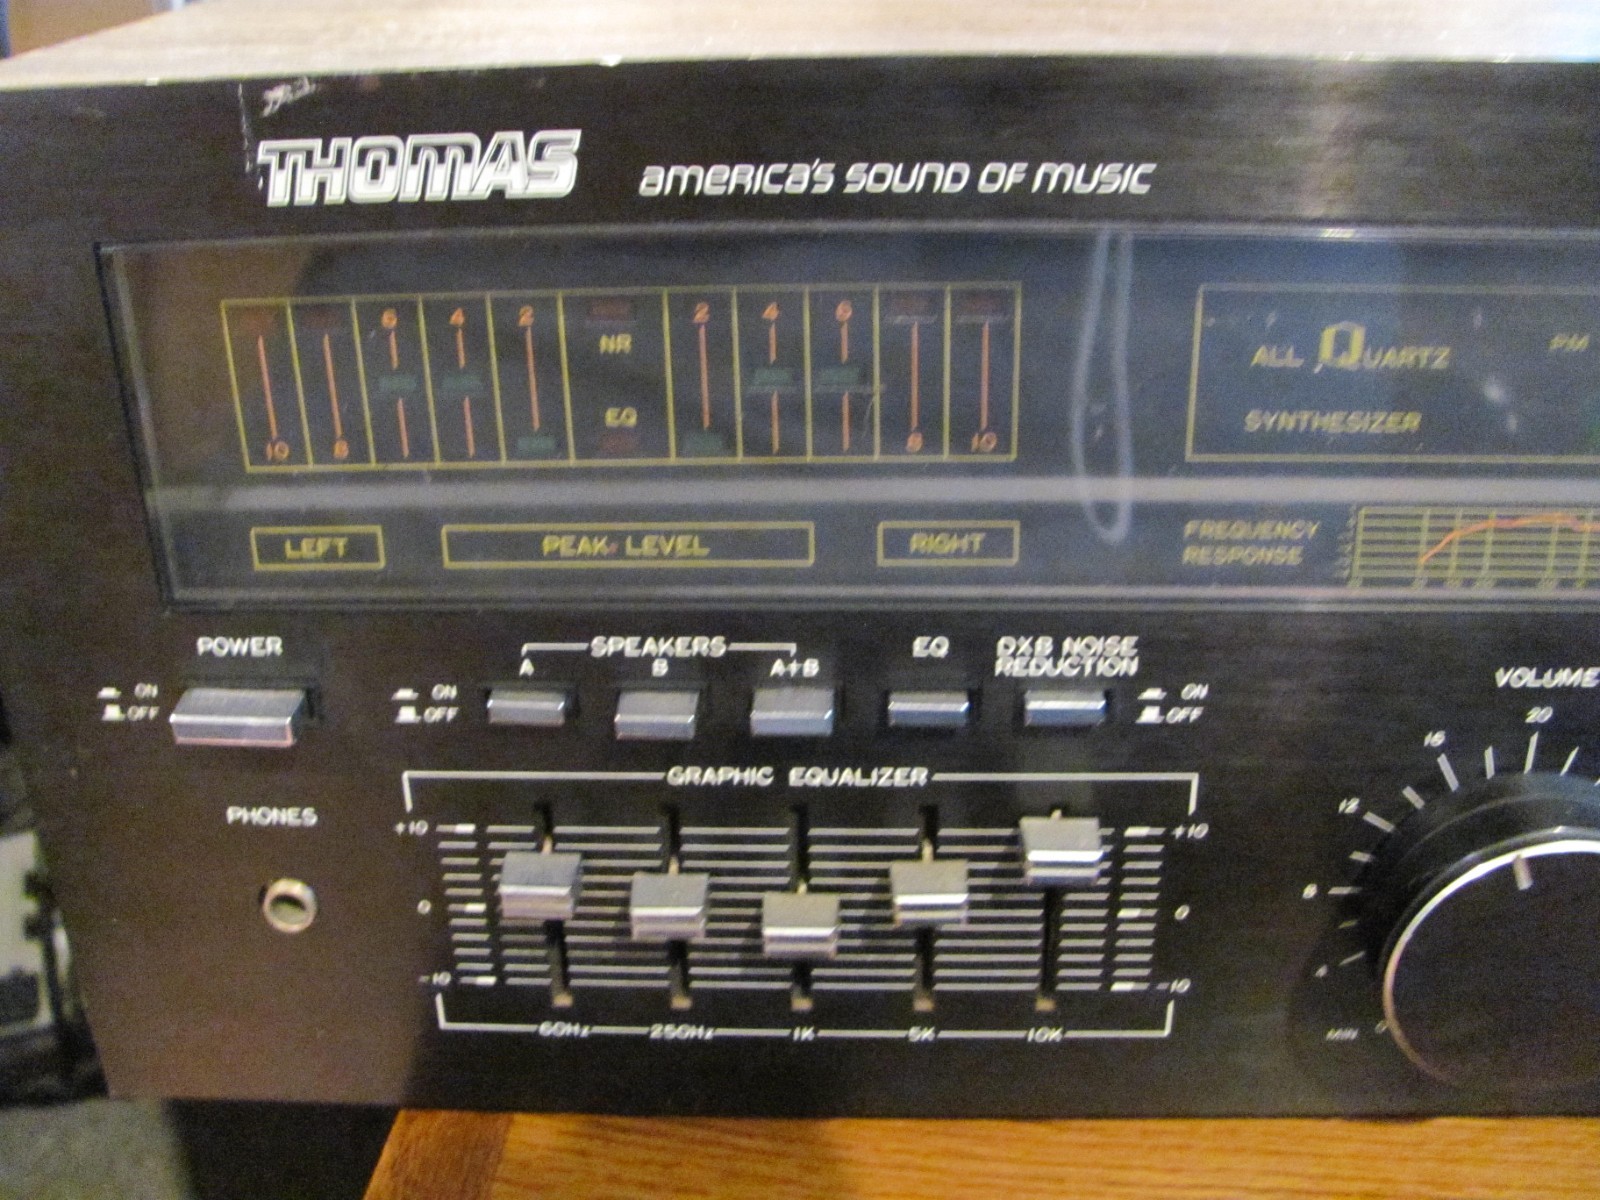 THOMAS america's sound of music
6 4 2 2 4 6
NR
ALL QUARTZ
EQ
SYNTHESIZER
10 8 8 10
LEFT PEAK LEVEL RIGHT
FREQUENCY
RESPONSE
POWER SPEAKERS EQ DXB NOISE
A B A+B REDUCTION
ON ON ON
OFF OFF OFF
VOLUME
20
16
12
8
4
MIN 0
GRAPHIC EQUALIZER
PHONES
+10 +10
0 0
-10 -10
60Hz 250Hz 1K 5K 10K